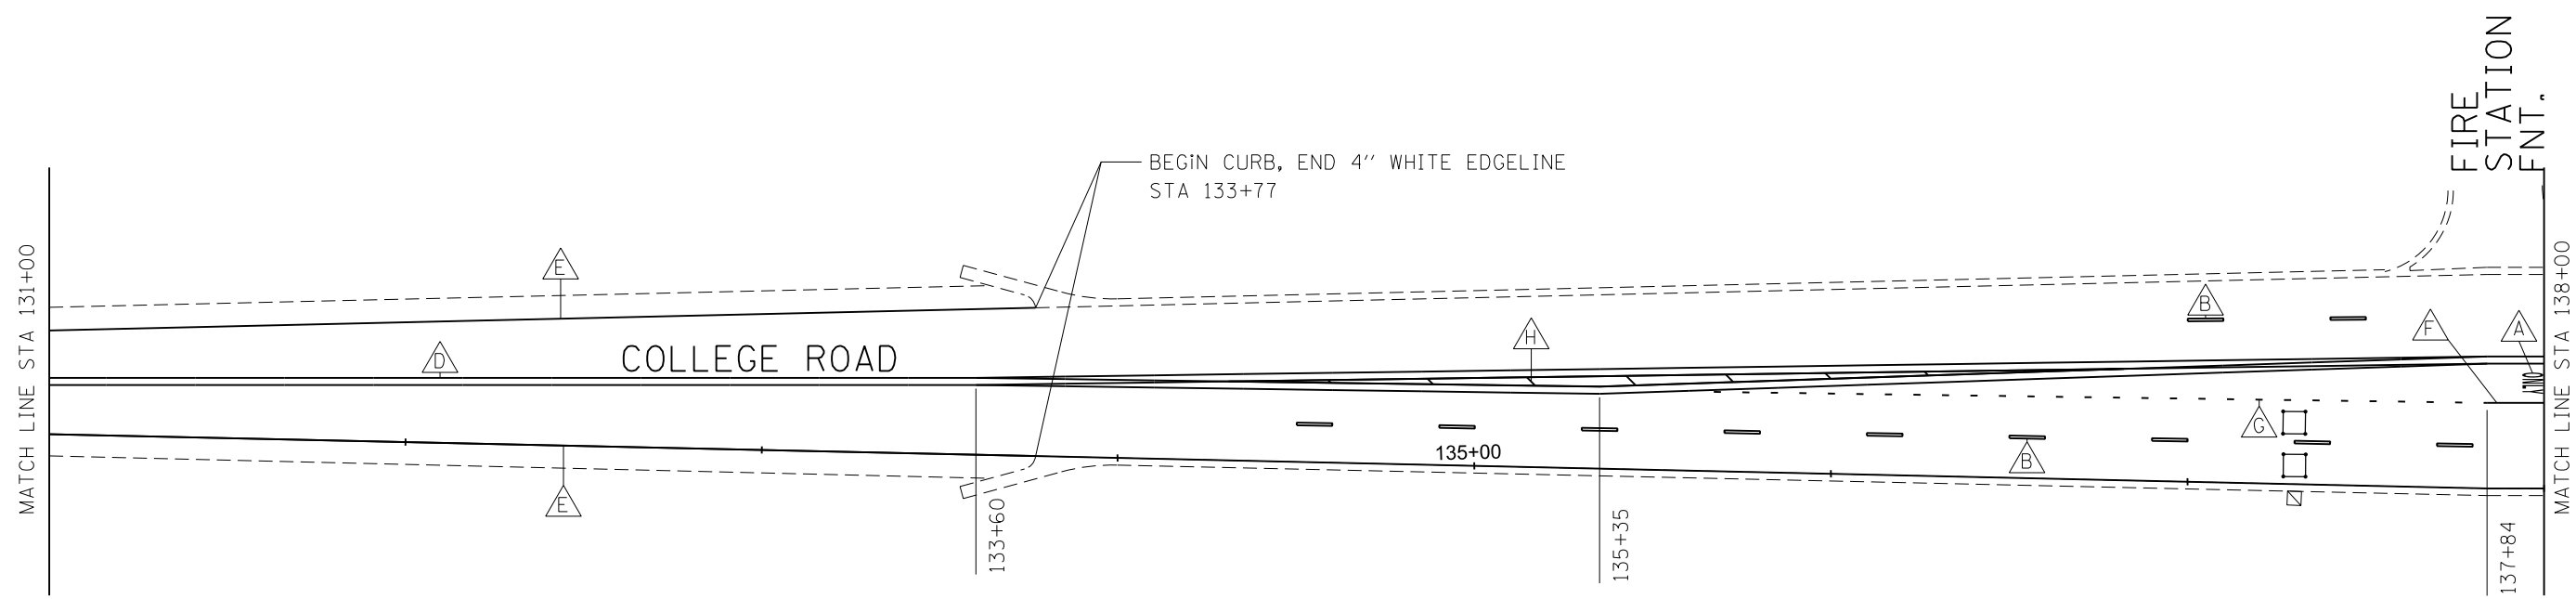 FIRE
STATION
ENT.
BEGiN CURB, END 4" WHITE EDGELINE
STA 133+77
MATCH LINE STA 131+00
E
D
COLLEGE ROAD
H
B
F
A
MATCH LINE STA 138+00
135+00
G
B
E
133+60
135+35
137+84